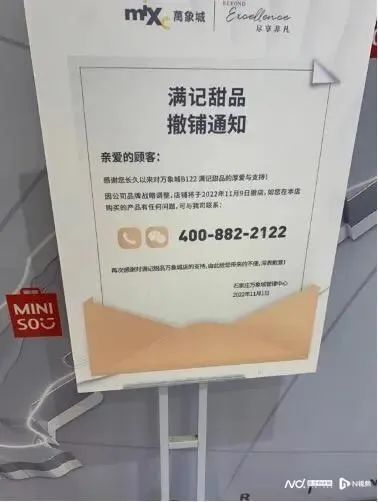 mixc 萬象城
BEYOND
Excellence
尽享非凡
满记甜品
撤铺通知
亲爱的顾客：
感谢您长久以来对万象城B122 满记甜品的厚爱与支持！
因公司品牌战略调整，店铺将于2022年11月9日撤店，如您在本店
购买的产品有任何问题，可与我司联系：
400-882-2122
再次感谢对满记甜品万象城店的支持，由此给您带来的不便，深表歉意！
石家庄万象城管理中心
2022年11月1日
MINI
SO
N视频